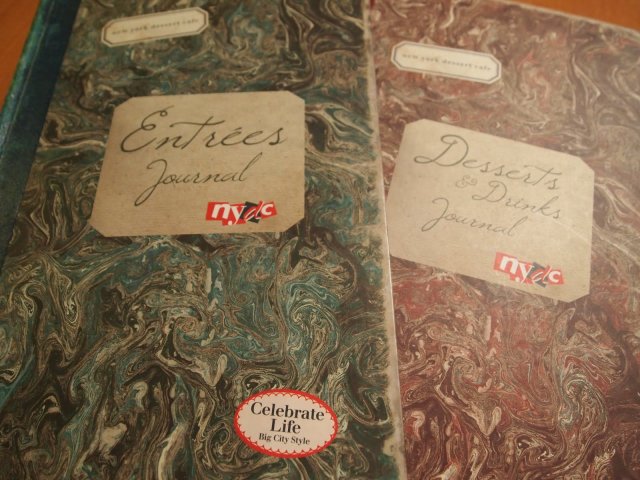 new york dessert cafe
Entrées
Journal
nydc
Celebrate
Life
Big City Style
new york dessert cafe
Desserts
& Drinks
Journal
nydc